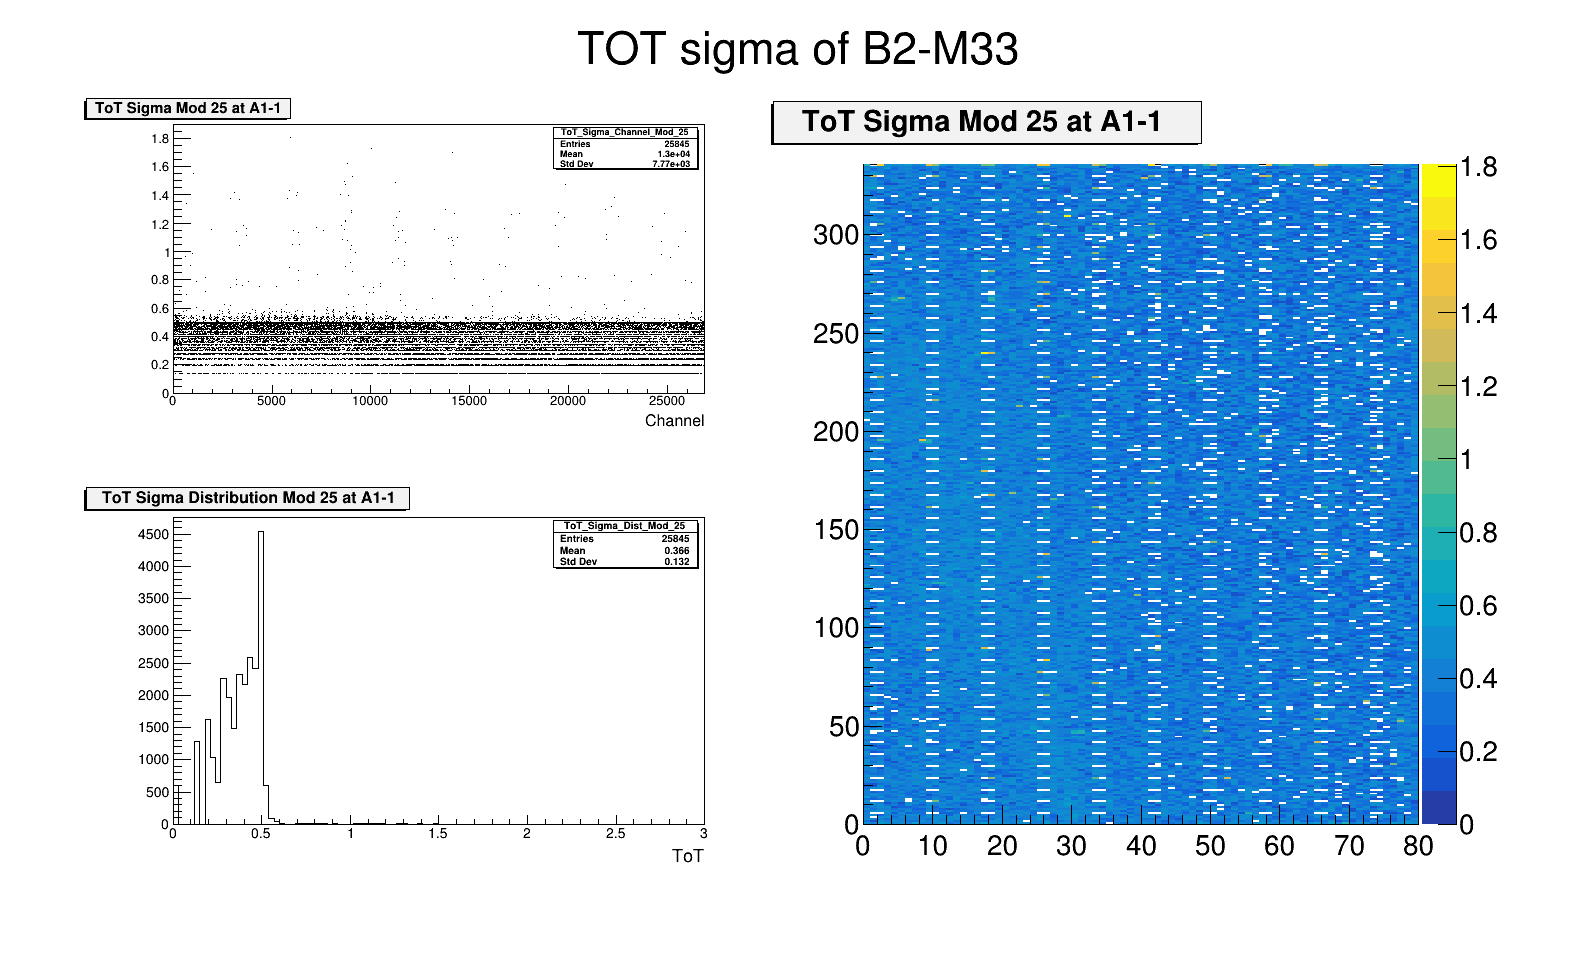 TOT sigma of B2-M33
ToT Sigma Mod 25 at A1-1
ToT_Sigma_Channel_Mod_25
Entries 25845
Mean 1.3e+04
Std Dev 7.77e+03
1.8
1.6
1.4
1.2
1
0.8
0.6
0.4
0.2
0
0 5000 10000 15000 20000 25000
Channel
ToT Sigma Distribution Mod 25 at A1-1
ToT_Sigma_Dist_Mod_25
Entries 25845
Mean 0.366
Std Dev 0.132
4500
4000
3500
3000
2500
2000
1500
1000
500
0
0 0.5 1 1.5 2 2.5 3
ToT
ToT Sigma Mod 25 at A1-1
300
250
200
150
100
50
0
0 10 20 30 40 50 60 70 80
1.8
1.6
1.4
1.2
1
0.8
0.6
0.4
0.2
0